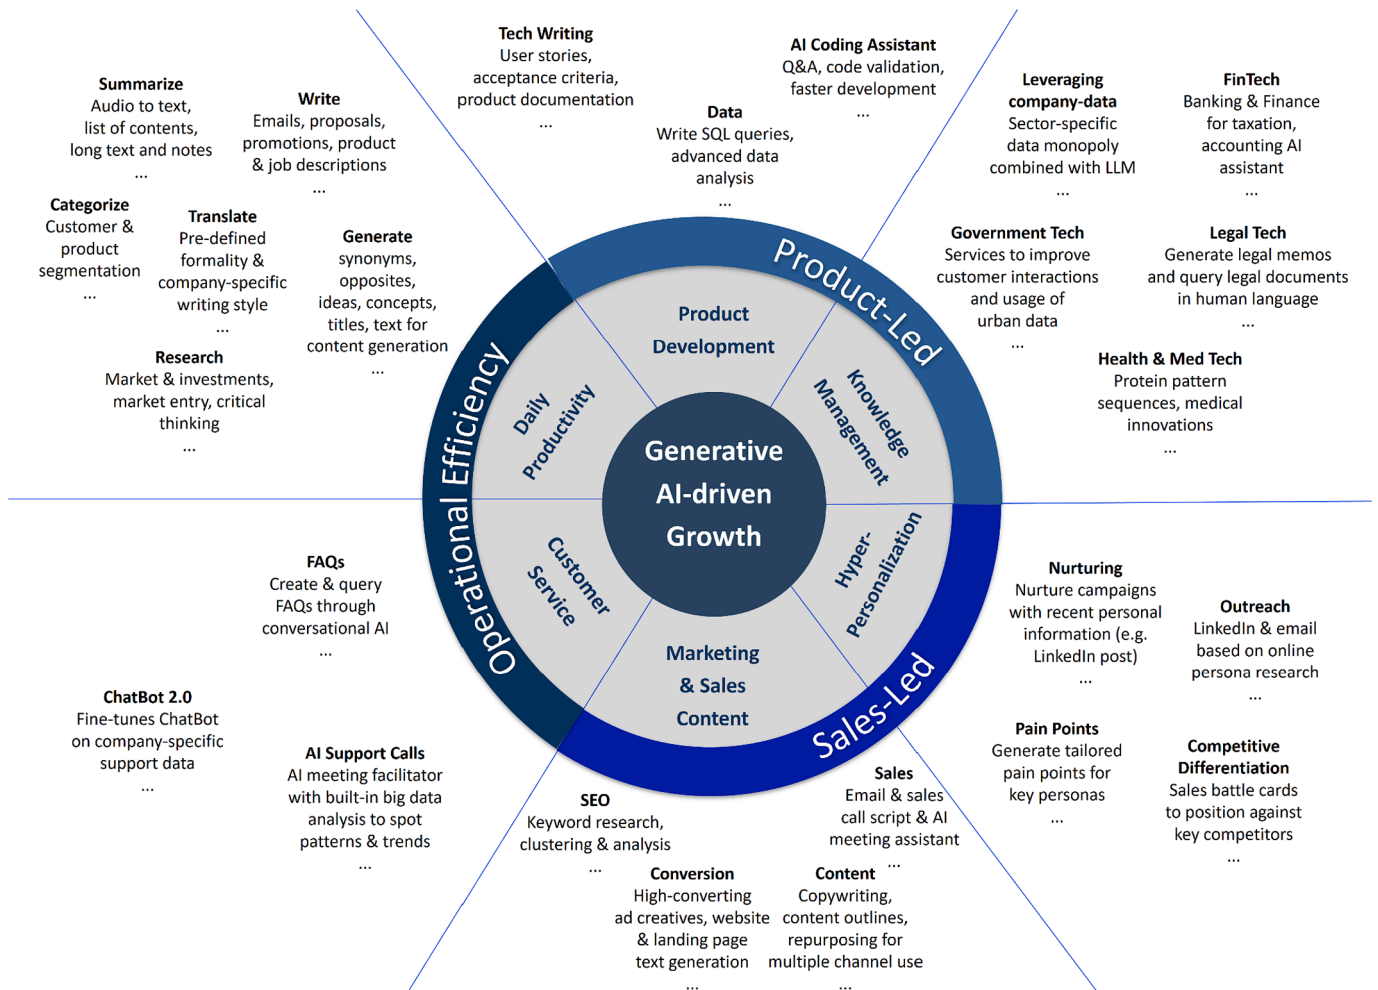 Tech Writing
User stories,
acceptance criteria,
product documentation
...
AI Coding Assistant
Q&A, code validation,
faster development
...
Data
Write SQL queries,
advanced data
analysis
...
Summarize
Audio to text,
list of contents,
long text and notes
...
Write
Emails, proposals,
promotions, product
& job descriptions
...
Categorize
Customer &
product
segmentation
...
Translate
Pre-defined
formality &
company-specific
writing style
...
Generate
synonyms,
opposites,
ideas, concepts,
titles, text for
content generation
...
Research
Market & investments,
market entry, critical
thinking
...
Leveraging
company-data
Sector-specific
data monopoly
combined with LLM
...
FinTech
Banking & Finance
for taxation,
accounting AI
assistant
...
Government Tech
Services to improve
customer interactions
and usage of
urban data
...
Legal Tech
Generate legal memos
and query legal documents
in human language
...
Health & Med Tech
Protein pattern
sequences, medical
innovations
...
Operational Efficiency
Product-Led
Sales-Led
Product
Development
Knowledge
Management
Daily
Productivity
Generative
AI-driven
Growth
Customer
Service
Hyper-
Personalization
Marketing
& Sales
Content
FAQs
Create & query
FAQs through
conversational AI
...
ChatBot 2.0
Fine-tunes ChatBot
on company-specific
support data
...
AI Support Calls
AI meeting facilitator
with built-in big data
analysis to spot
patterns & trends
...
SEO
Keyword research,
clustering & analysis
...
Conversion
High-converting
ad creatives, website
& landing page
text generation
...
Sales
Email & sales
call script & AI
meeting assistant
...
Content
Copywriting,
content outlines,
repurposing for
multiple channel use
...
Nurturing
Nurture campaigns
with recent personal
information (e.g.
LinkedIn post)
...
Outreach
LinkedIn & email
based on online
persona research
...
Pain Points
Generate tailored
pain points for
key personas
...
Competitive
Differentiation
Sales battle cards
to position against
key competitors
...